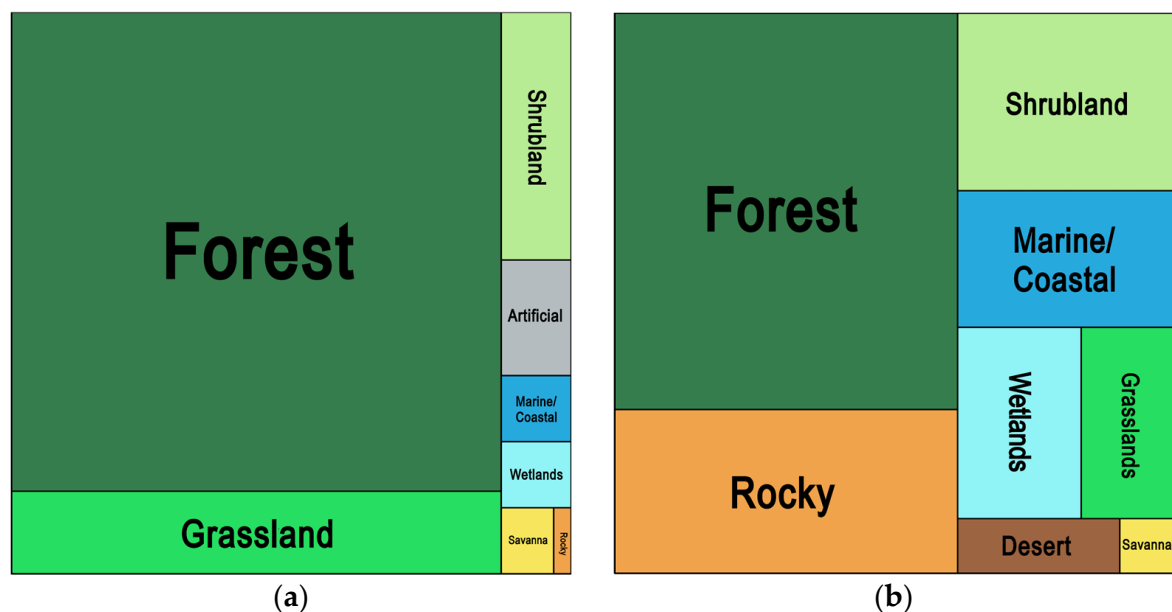 Forest
Grassland
Shrubland
Artificial
Marine/
Coastal
Wetlands
Savanna
Rocky
(a)
Forest
Rocky
Shrubland
Marine/
Coastal
Wetlands
Grasslands
Desert
Savanna
(b)